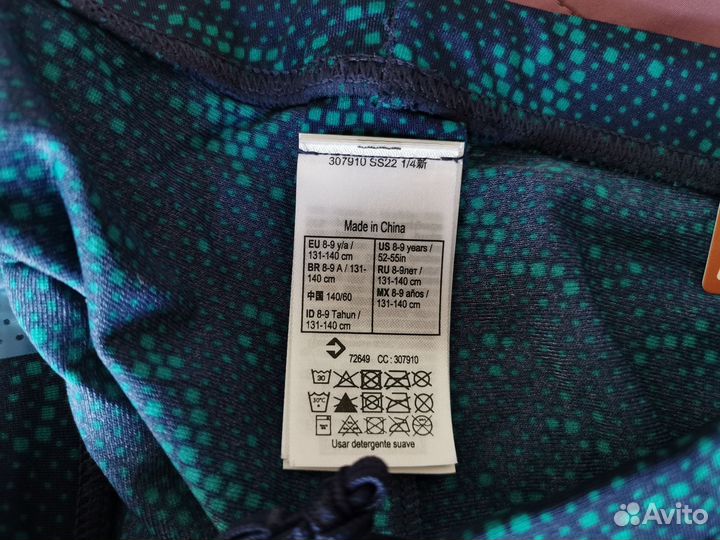 307910 SS22 1/4新
Made in China
EU 8-9 y/a /
131-140 cm
BR 8-9 A / 131-
140 cm
中国 140/60
ID 8-9 Tahun /
131-140 cm
US 8-9 years /
52-55in
RU 8-9лет /
131-140 cm
MX 8-9 años /
131-140 cm
72649 CC : 307910
30
30°C
Usar detergente suave
Avito